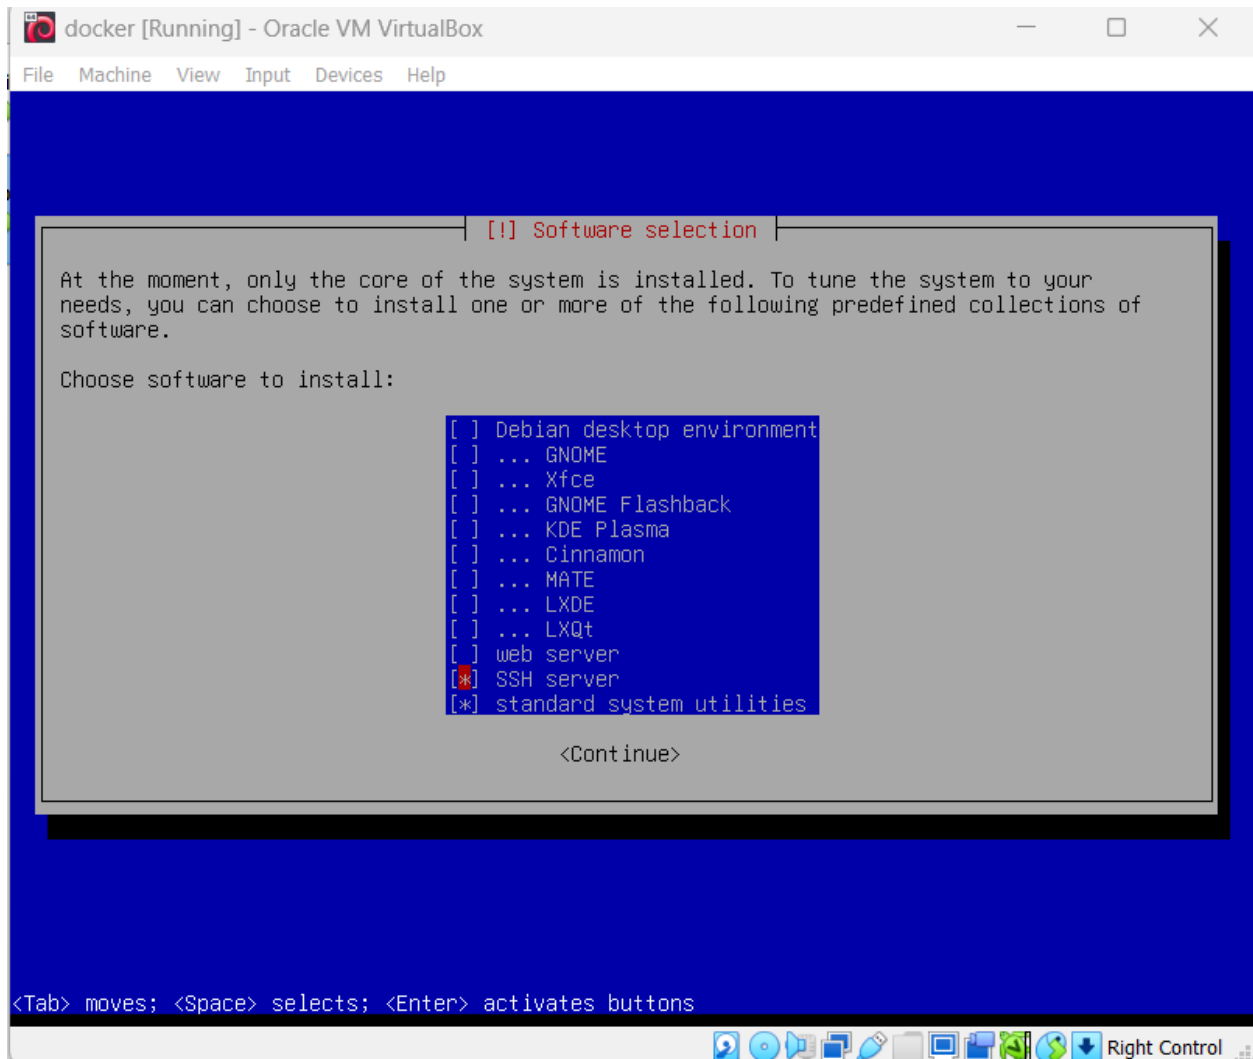 docker [Running] - Oracle VM VirtualBox
File Machine View Input Devices Help
[!] Software selection
At the moment, only the core of the system is installed. To tune the system to your
needs, you can choose to install one or more of the following predefined collections of
software.
Choose software to install:
[ ] Debian desktop environment
[ ] ... GNOME
[ ] ... Xfce
[ ] ... GNOME Flashback
[ ] ... KDE Plasma
[ ] ... Cinnamon
[ ] ... MATE
[ ] ... LXDE
[ ] ... LXQt
[ ] web server
[*] SSH server
[*] standard system utilities
<Continue>
<Tab> moves; <Space> selects; <Enter> activates buttons
Right Control